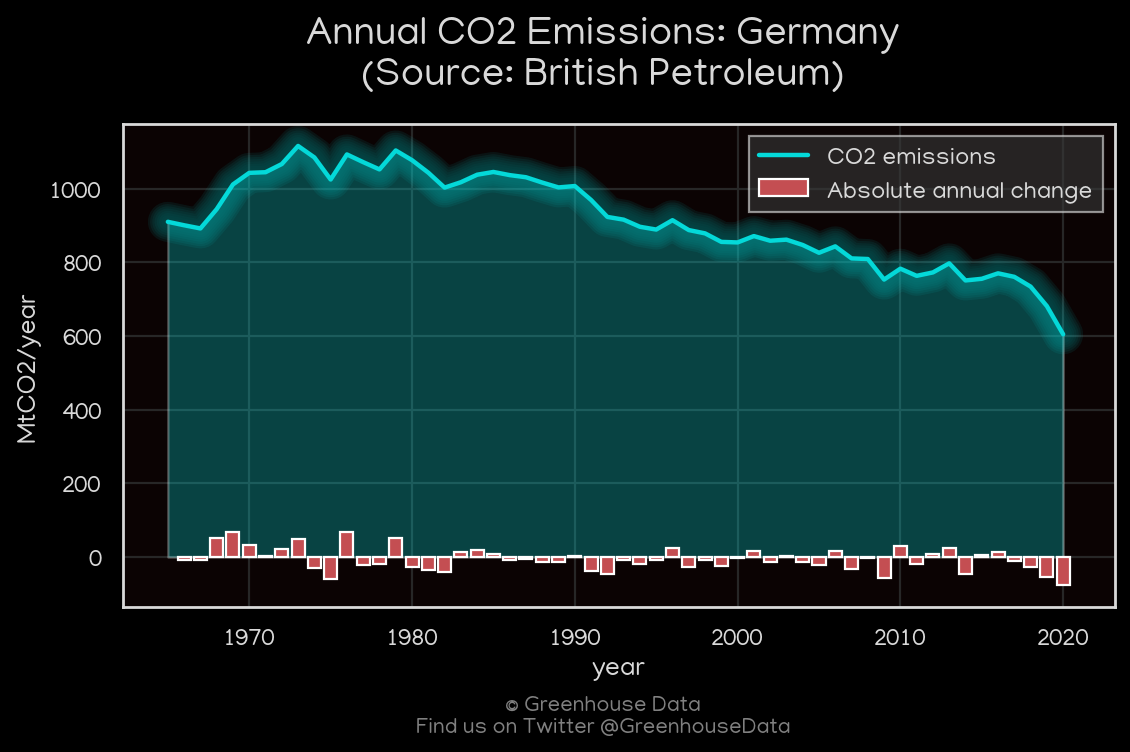 Annual CO2 Emissions: Germany
(Source: British Petroleum)
CO2 emissions
Absolute annual change
MtCO2/year
1000
800
600
400
200
0
1970 1980 1990 2000 2010 2020
year
© Greenhouse Data
Find us on Twitter @GreenhouseData